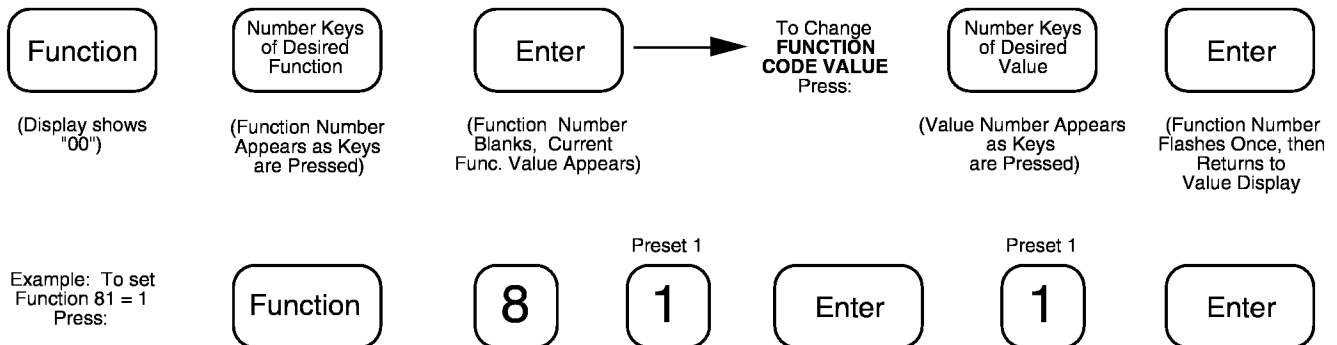 Function
Number Keys
of Desired
Function
Enter
To Change
FUNCTION
CODE VALUE
Press:
Number Keys
of Desired
Value
Enter
(Display shows
"00")
(Function Number
Appears as Keys
are Pressed)
(Function Number
Blanks, Current
Func. Value Appears)
(Value Number Appears
as Keys
are Pressed)
(Function Number
Flashes Once, then
Returns to
Value Display
Example: To set
Function 81 = 1
Press:
Function
8
Preset 1
1
Enter
Preset 1
1
Enter